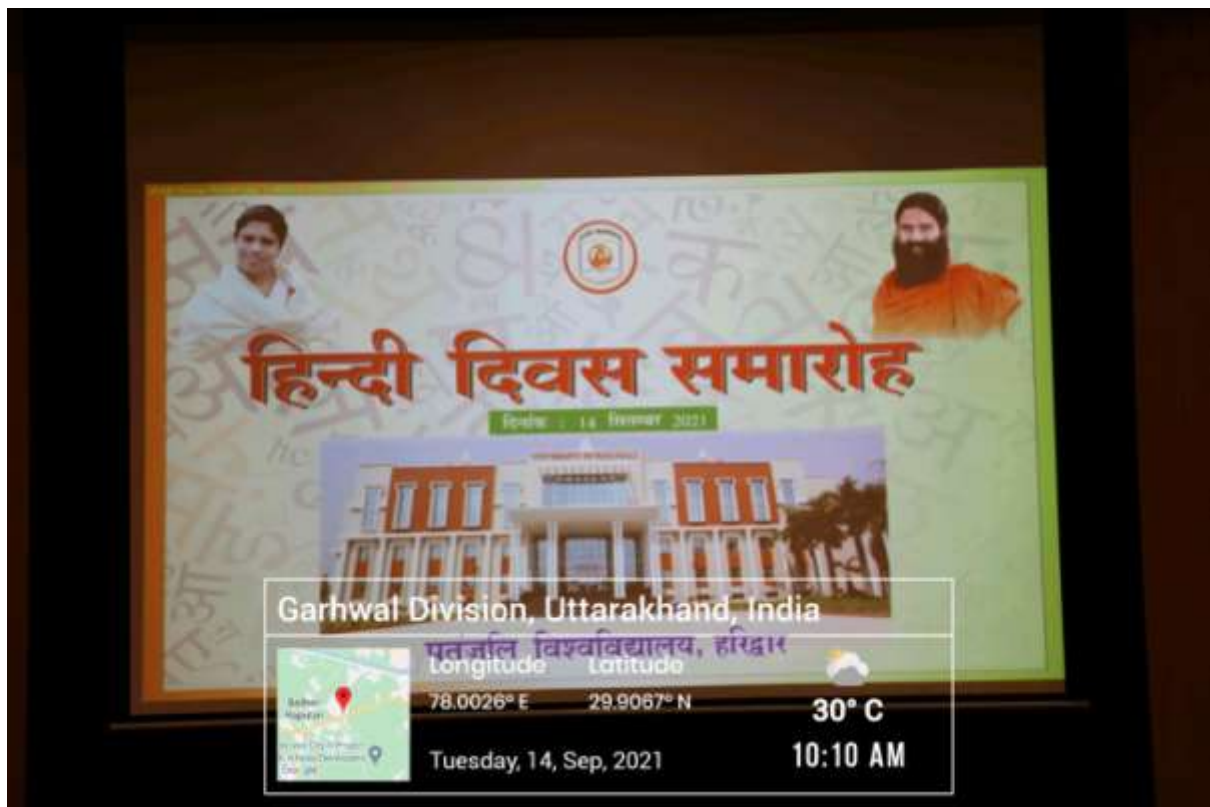 हिन्दी दिवस समारोह
दिनांक : 14 सितम्बर 2021
Garhwal Division, Uttarakhand, India
पतंजलि विश्वविद्यालय, हरिद्वार
Longitude Latitude
78.0026° E 29.9067° N
30° C
Tuesday, 14, Sep, 2021
10:10 AM